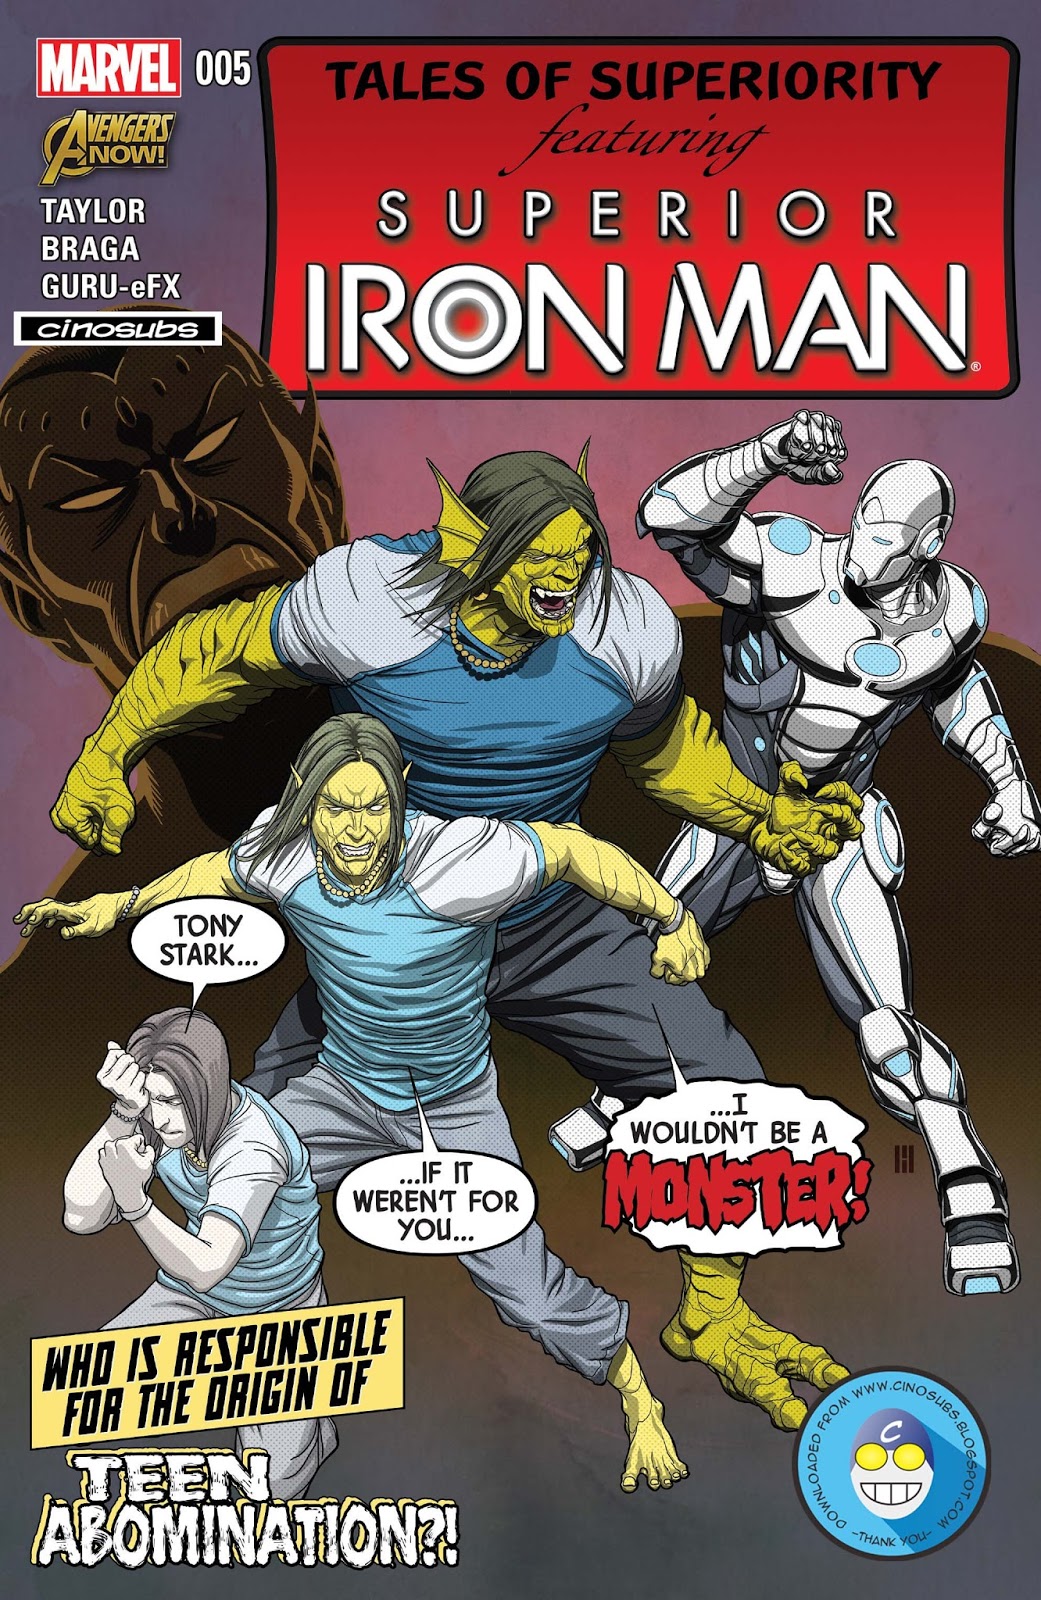 MARVEL
005
AVENGERS
NOW!
TAYLOR
BRAGA
GURU-eFX
cinosubs
TALES OF SUPERIORITY
featuring
SUPERIOR
IRON MAN®
TONY
STARK...
...IF IT
WEREN'T FOR
YOU...
...I
WOULDN'T BE A
MONSTER!
WHO IS RESPONSIBLE
FOR THE ORIGIN OF
TEEN
ABOMINATION?!
DOWNLOADED FROM WWW.CINOSUBS.BLOGSPOT.COM
C
-THANK YOU-